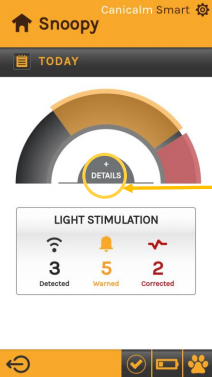 Canicalm Smart
Snoopy
TODAY
+
DETAILS
LIGHT STIMULATION
3 5 2
Detected Warned Corrected